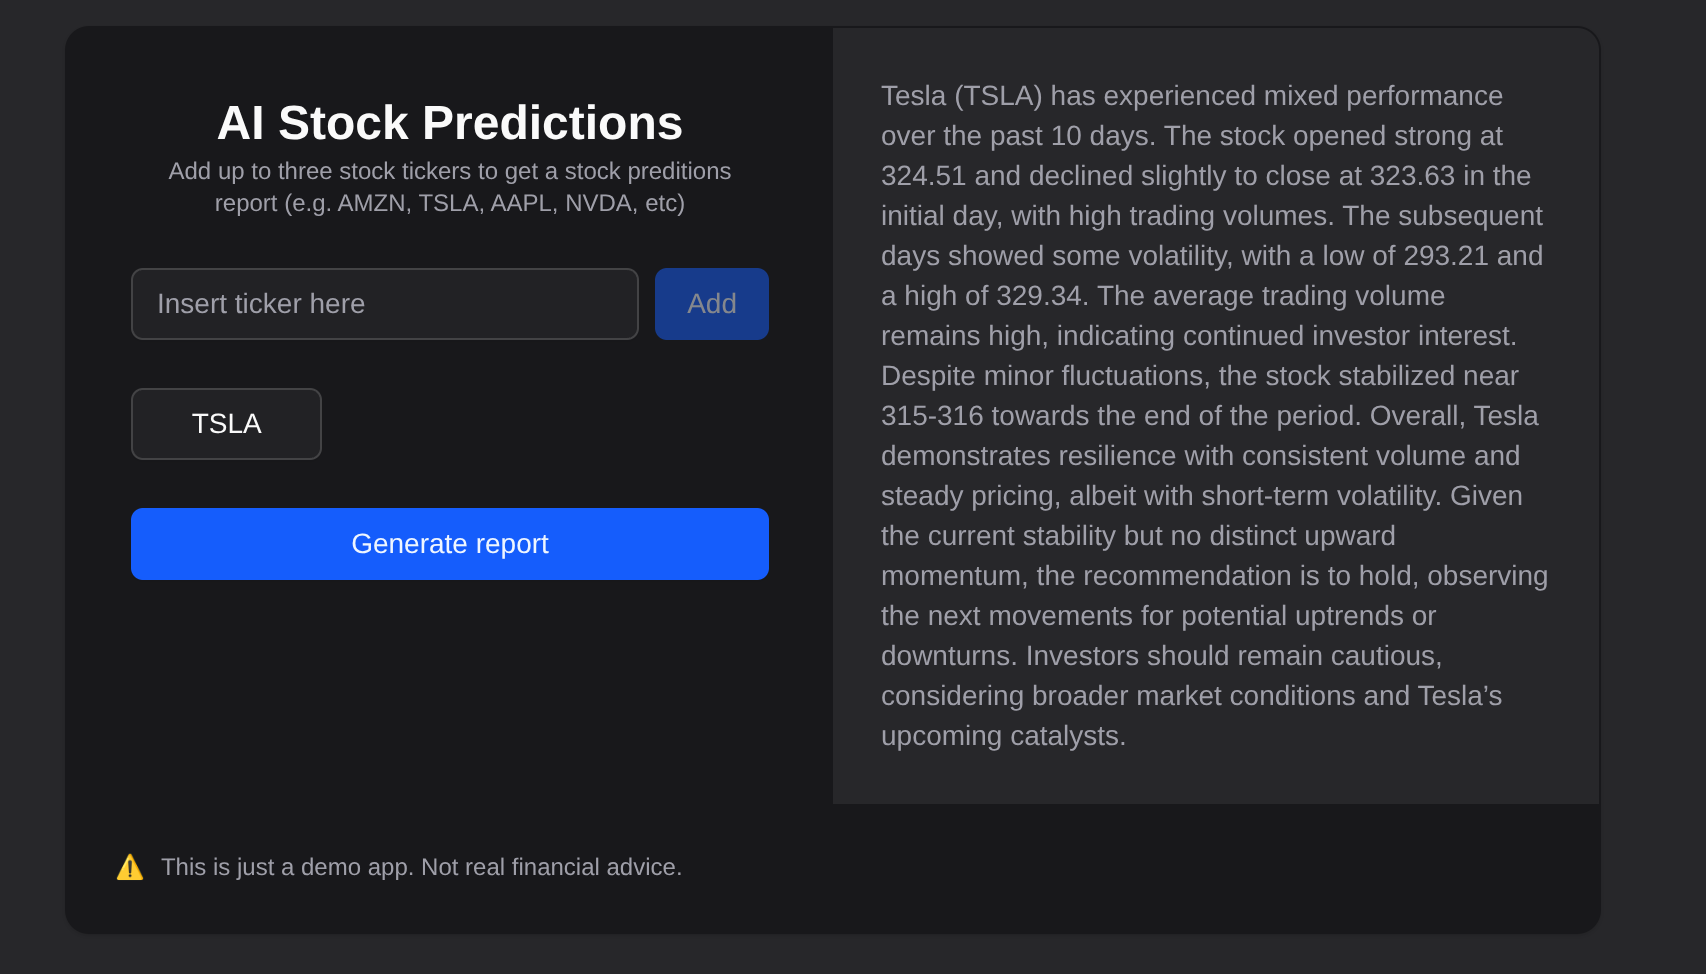 AI Stock Predictions
Add up to three stock tickers to get a stock preditions
report (e.g. AMZN, TSLA, AAPL, NVDA, etc)
Insert ticker here
Add
TSLA
Generate report
Tesla (TSLA) has experienced mixed performance
over the past 10 days. The stock opened strong at
324.51 and declined slightly to close at 323.63 in the
initial day, with high trading volumes. The subsequent
days showed some volatility, with a low of 293.21 and
a high of 329.34. The average trading volume
remains high, indicating continued investor interest.
Despite minor fluctuations, the stock stabilized near
315-316 towards the end of the period. Overall, Tesla
demonstrates resilience with consistent volume and
steady pricing, albeit with short-term volatility. Given
the current stability but no distinct upward
momentum, the recommendation is to hold, observing
the next movements for potential uptrends or
downturns. Investors should remain cautious,
considering broader market conditions and Tesla’s
upcoming catalysts.
This is just a demo app. Not real financial advice.